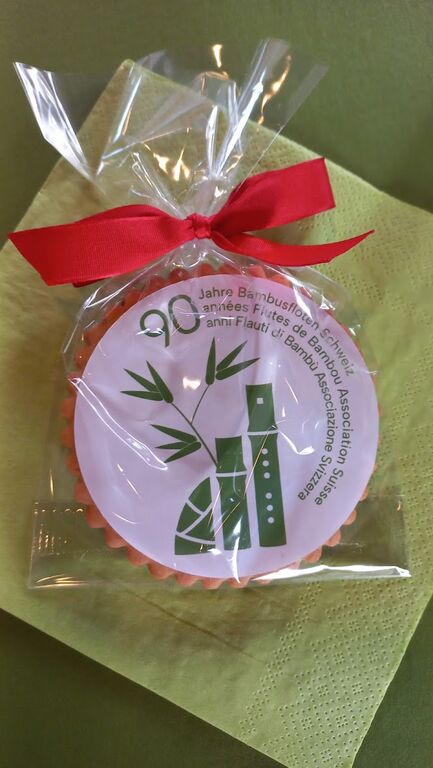 90
Jahre Bambusflöten Schweiz
années Flûtes de Bambou Association Suisse
anni Flauti di Bambù Associazione Svizzera